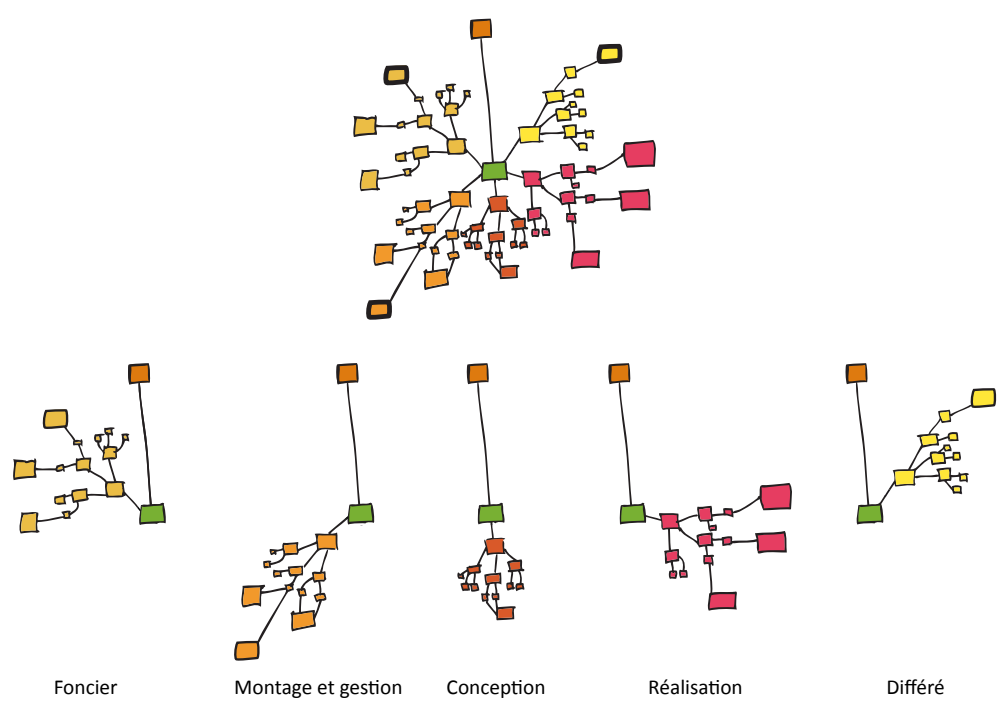 Foncier
Montage et gestion
Conception
Réalisation
Différé